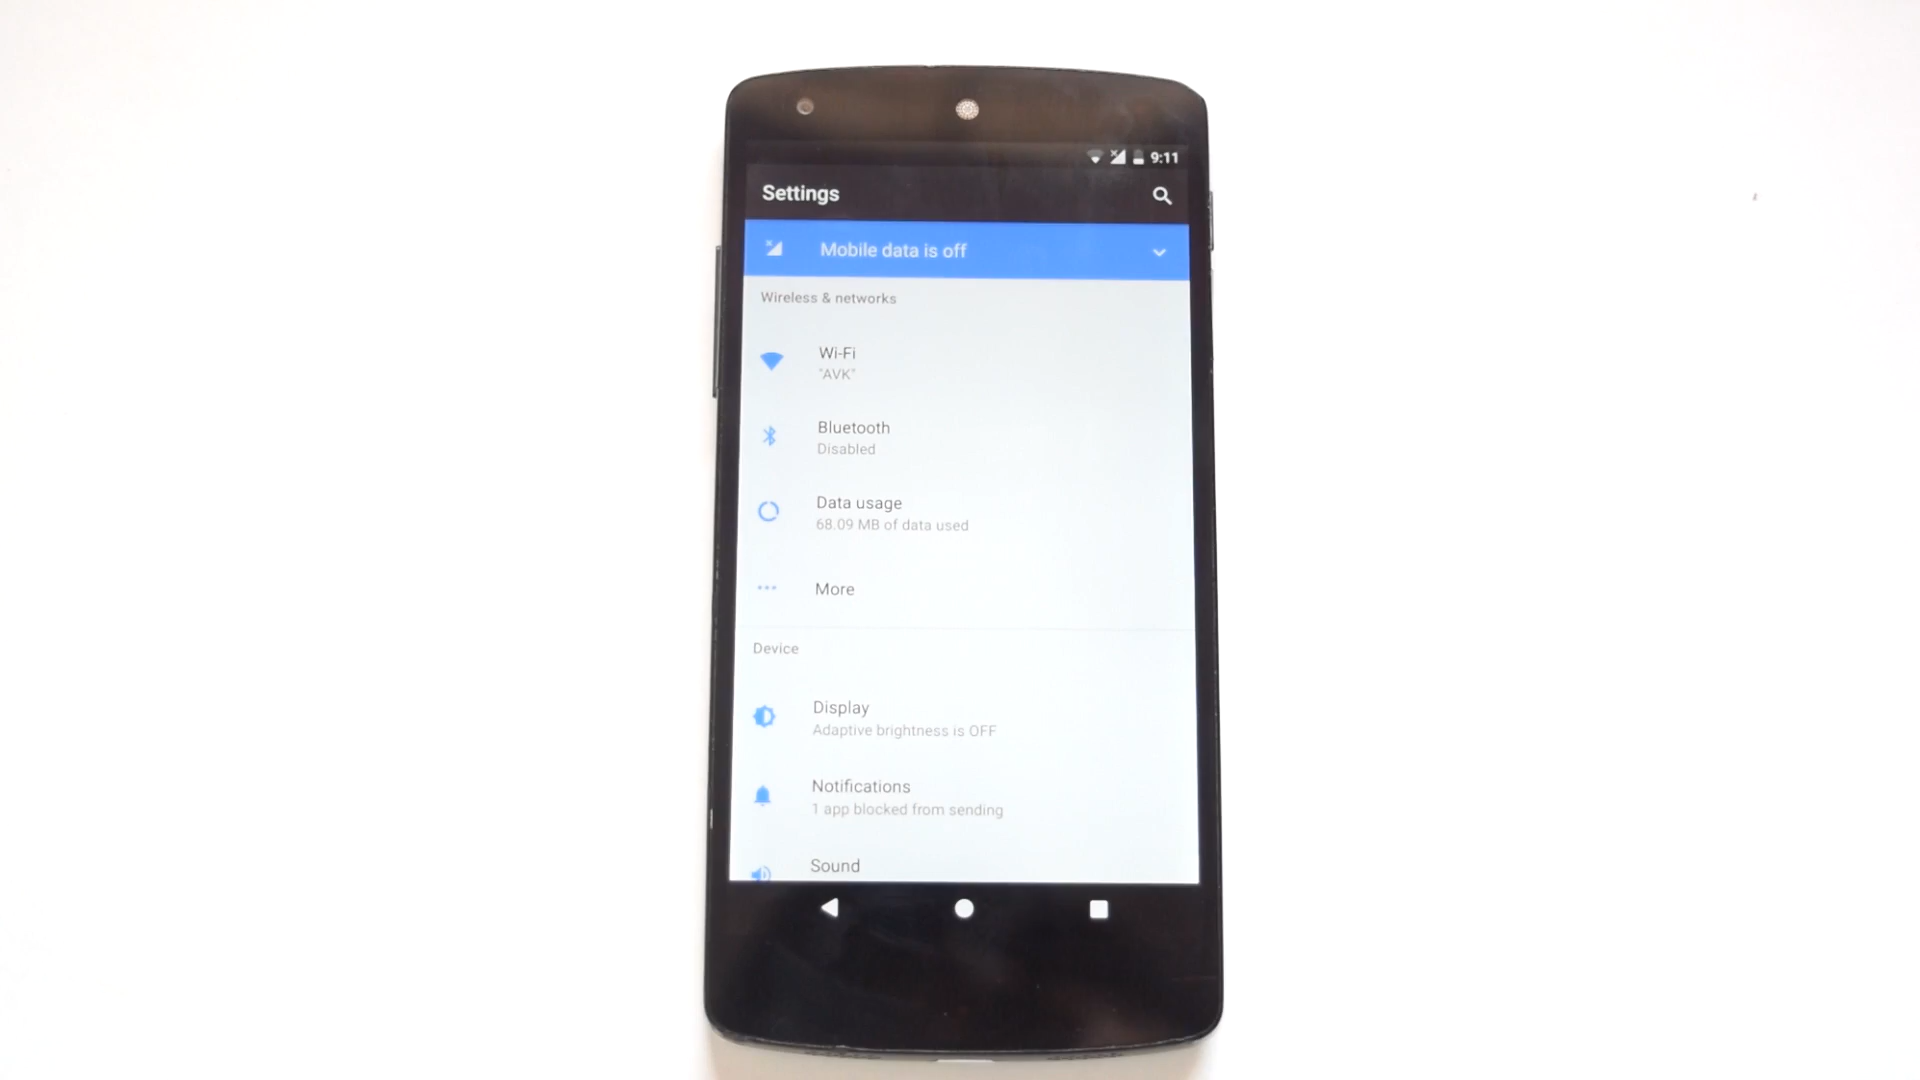 9:11
Settings
Mobile data is off
Wireless & networks
Wi-Fi
"AVK"
Bluetooth
Disabled
Data usage
68.09 MB of data used
More
Device
Display
Adaptive brightness is OFF
Notifications
1 app blocked from sending
Sound